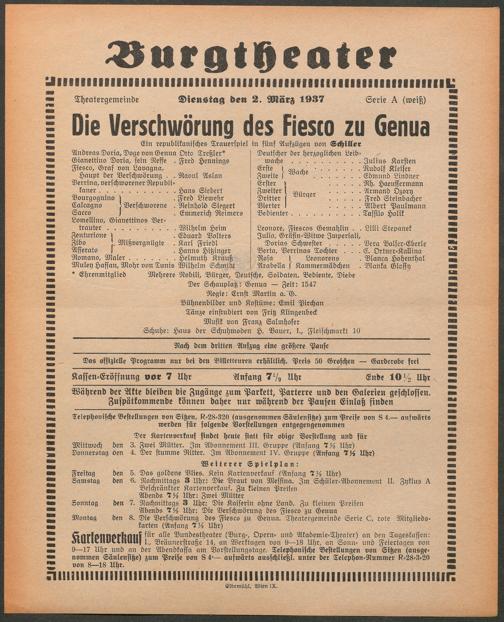 Burgtheater
Theatergemeinde Dienstag den 2. März 1937 Serie A (weiß)
Die Verschwörung des Fiesco zu Genua
Ein republikanisches Trauerspiel in fünf Aufzügen von Schiller
Andreas Doria, Doge von Genua Otto Treßler*
Gianettino Doria, sein Neffe . Fred Hennings
Fiesco, Graf von Lavagna,
Haupt der Verschwörung . Raoul Aslan
Verrina, verschworener Republikaner . . . Hans Siebert
Bourgognino } Fred Liewehr
Calcagno } Verschworene . Georg Siegert
Sacco } Emmerich Reimers
Lomellino, Gianettinos Vertrauter . . . Wilhelm Heim
Zenturione } Eduard Volters
Zibo } Mißvergnügte . Karl Friedl
Asserato } Hanns Hitzinger
Romano, Maler . . . Helmuth Krauß
Muley Hassan, Mohr von Tunis Wilhelm Schmidt
Deutscher der herzoglichen Leibwache . . . Julius Karsten
Erste } Wache . Rudolf Kleiser
Zweite } Edmund Lindner
Erster } Rh. Haeussermann
Zweiter } Bürger . Armand Ozory
Dritter } Fred Steinbacher
Vierter } Albert Paulmann
Bedienter . . . Tassilo Holik
Leonore, Fiescos Gemahlin . Lilli Stepanek
Julia, Gräfin-Witwe Imperiali,
Dorias Schwester . . . Vera Balser-Eberle
Berta, Verrinas Tochter . . E. Ortner-Kallina
Rosa } Leonorens . Bianca Hohenthal
Arabella } Kammermädchen . Manka Glossy
* Ehrenmitglied Mehrere Nobili, Bürger, Deutsche, Soldaten, Bediente, Diebe
Der Schauplatz: Genua — Zeit: 1547
Regie: Ernst Martin a. G.
Bühnenbilder und Kostüme: Emil Pirchan
Tänze einstudiert von Fritz Klingenbeck
Musik von Franz Salmhofer
Schuhe: Haus der Schuhmoden H. Bauer, I., Fleischmarkt 10
Nach dem dritten Aufzug eine größere Pause
Das offizielle Programm nur bei den Billetteuren erhältlich. Preis 50 Groschen — Garderobe frei
Kassen-Eröffnung vor 7 Uhr Anfang 7½ Uhr Ende 10½ Uhr
Während der Akte bleiben die Zugänge zum Parkett, Parterre und den Galerien geschlossen.
Zuspätkommende können daher nur während der Pausen Einlaß finden
Telephonische Bestellungen von Sitzen, R-28-320 (ausgenommen Säulensitze) zum Preise von S 4.— aufwärts
werden für folgende Vorstellungen entgegengenommen
Der Kartenverkauf findet heute statt für obige Vorstellung und für
Mittwoch den 3. Zwei Mütter. Im Abonnement III. Gruppe (Anfang 7½ Uhr)
Donnerstag den 4. Der stumme Ritter. Im Abonnement IV. Gruppe (Anfang 7½ Uhr)
Weiterer Spielplan:
Freitag den 5. Das goldene Vlies. Kein Kartenverkauf (Anfang 7½ Uhr)
Samstag den 6. Nachmittags 3 Uhr: Die Braut von Messina. Im Schüler-Abonnement II. Zyklus A
Beschränkter Kartenverkauf. Zu kleinen Preisen
Abends 7½ Uhr: Zwei Mütter
Sonntag den 7. Nachmittags 3 Uhr: Die Kaiserin ohne Land. Zu kleinen Preisen
Abends 7½ Uhr: Die Verschwörung des Fiesco zu Genua
Montag den 8. Die Verschwörung des Fiesco zu Genua. Theatergemeinde Serie C, rote Mitgliedskarten (Anfang 7½ Uhr)
Kartenverkauf für alle Bundestheater (Burg-, Opern- und Akademie-Theater) an den Tageskassen:
I., Bräunerstraße 14, an Werktagen von 9—18 Uhr, an Sonn- und Feiertagen von
9—17 Uhr und an der Abendkassa am Vorstellungstage. Telephonische Bestellungen von Sitzen (ausgenommen Säulensitze) zum Preise von S 4.— aufwärts ausschließl. unter der Telephon-Nummer R-28-3-20
von 8—18 Uhr.
Elbemühl, Wien IX.